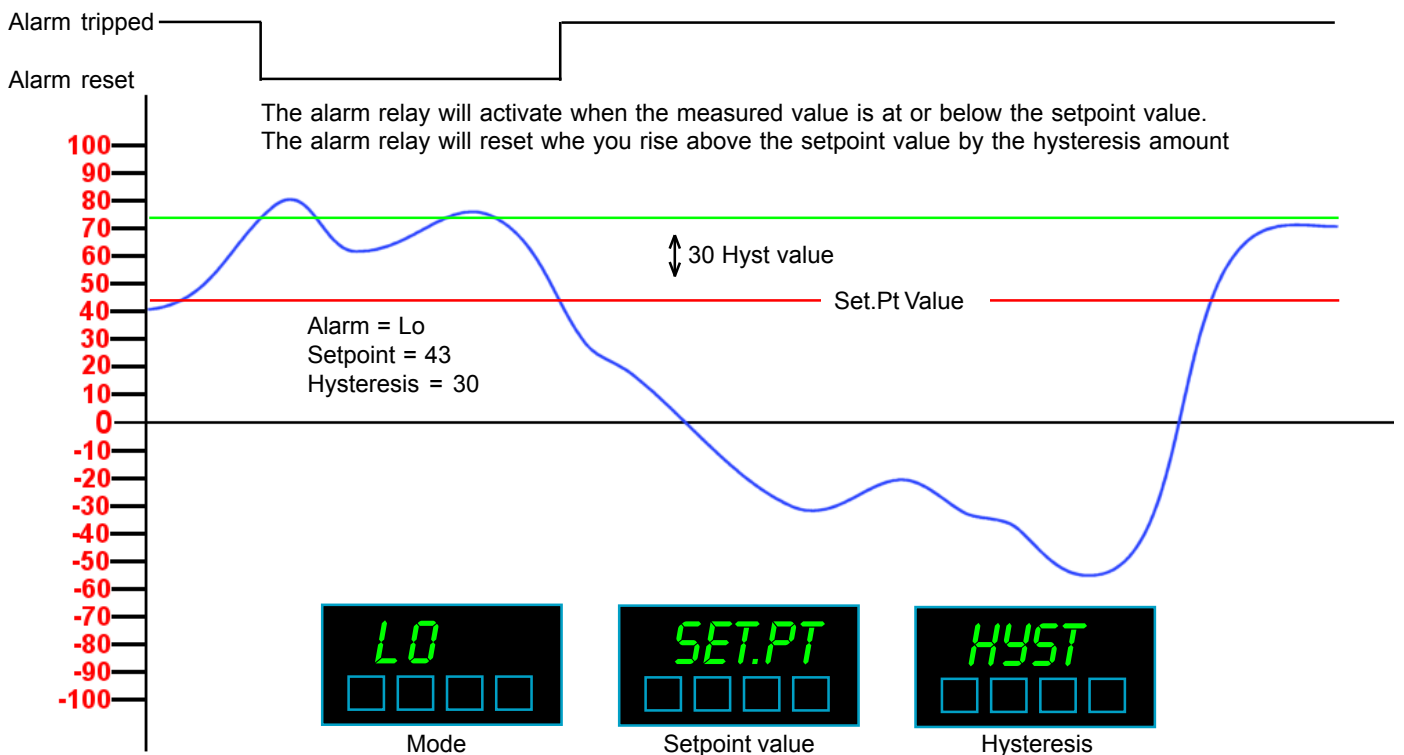 Alarm tripped
Alarm reset
The alarm relay will activate when the measured value is at or below the setpoint value.
The alarm relay will reset whe you rise above the setpoint value by the hysteresis amount
100
90
80
70
60
50
40
30
20
10
0
-10
-20
-30
-40
-50
-60
-70
-80
-90
-100
30 Hyst value
Set.Pt Value
Alarm = Lo
Setpoint = 43
Hysteresis = 30
LO
SET.PT
HYST
Mode
Setpoint value
Hysteresis